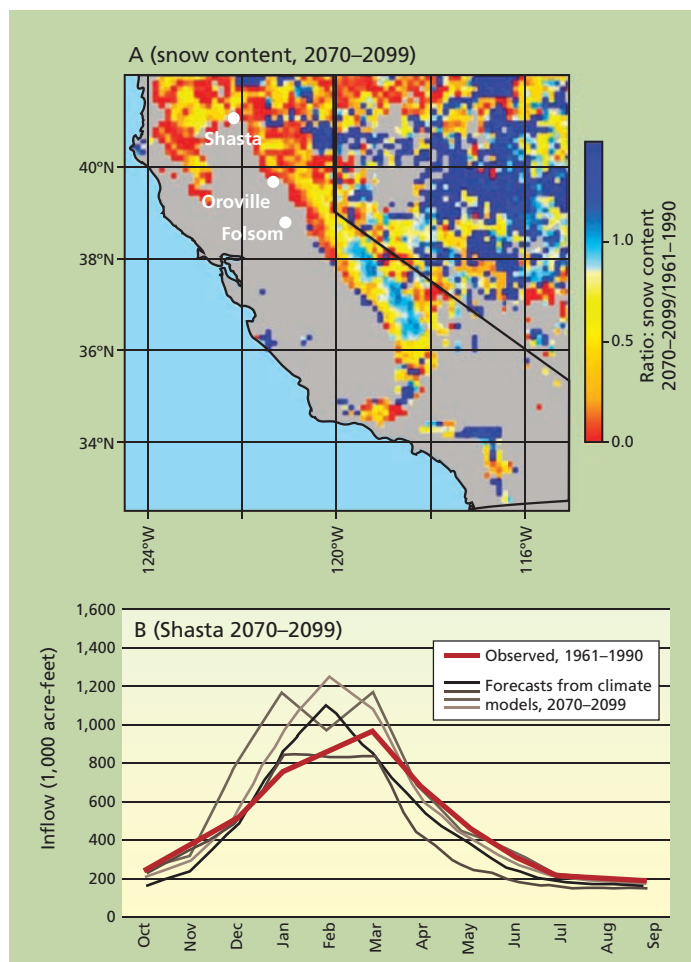 A (snow content, 2070–2099)
Shasta
Oroville
Folsom
40°N
38°N
36°N
34°N
124°W
120°W
116°W
1.0
0.5
0.0
Ratio: snow content
2070–2099/1961–1990
B (Shasta 2070–2099)
Observed, 1961–1990
Forecasts from climate
models, 2070–2099
Inflow (1,000 acre-feet)
1,600
1,400
1,200
1,000
800
600
400
200
0
Oct
Nov
Dec
Jan
Feb
Mar
Apr
May
Jun
Jul
Aug
Sep